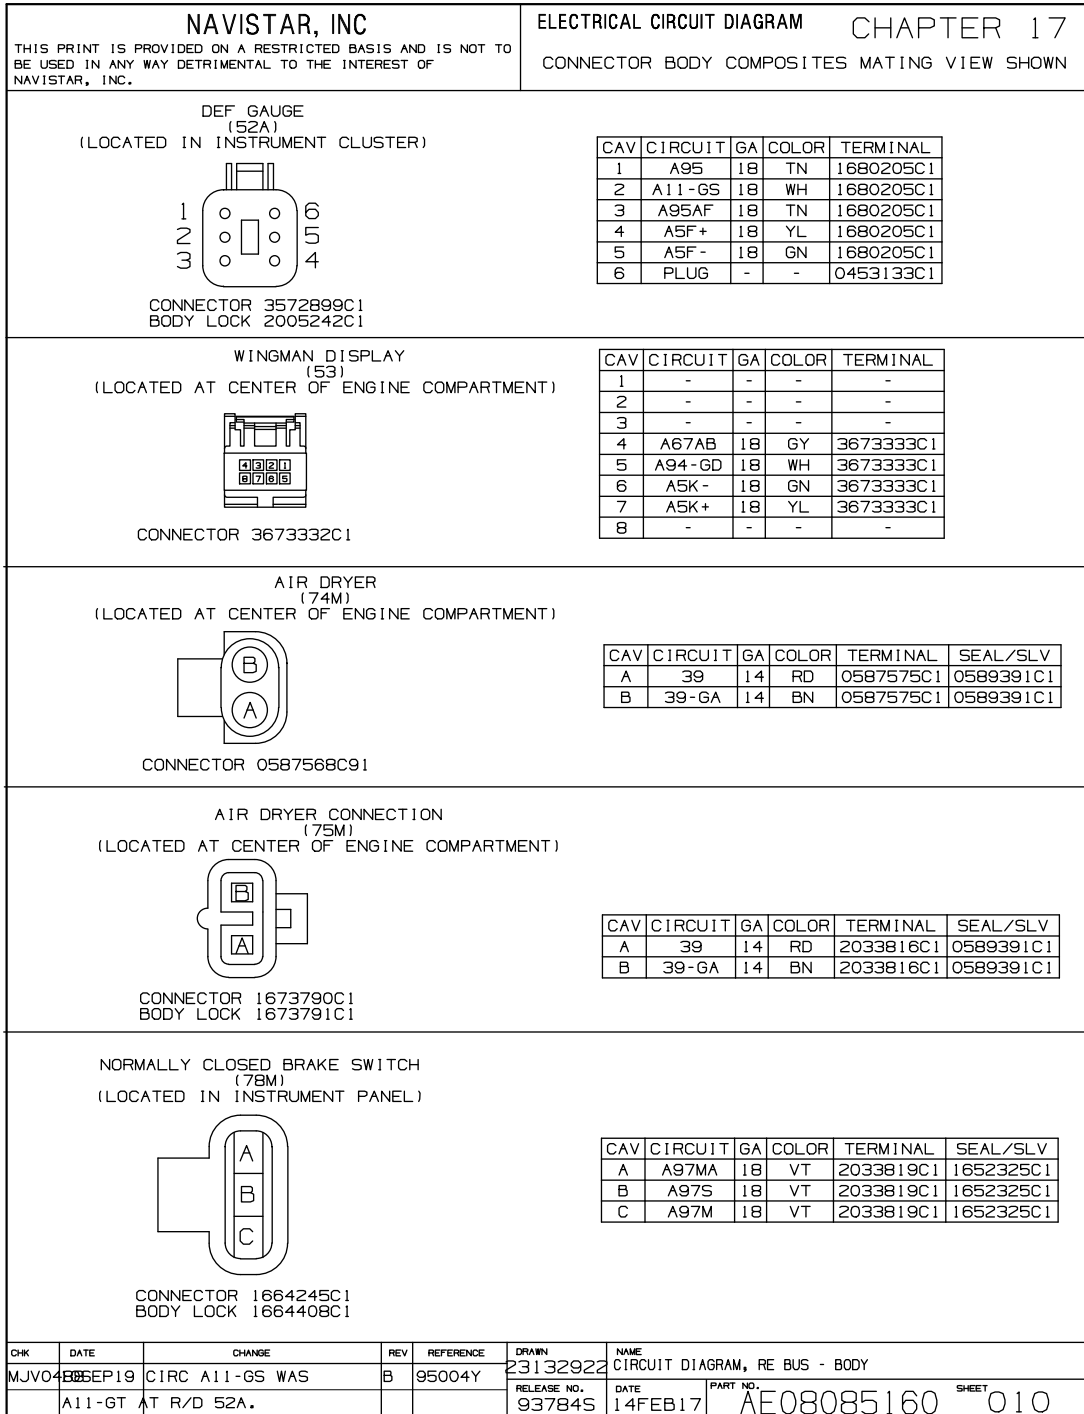 NAVISTAR, INC
THIS PRINT IS PROVIDED ON A RESTRICTED BASIS AND IS NOT TO
BE USED IN ANY WAY DETRIMENTAL TO THE INTEREST OF
NAVISTAR, INC.
ELECTRICAL CIRCUIT DIAGRAM CHAPTER 17
CONNECTOR BODY COMPOSITES MATING VIEW SHOWN
DEF GAUGE
(52A)
(LOCATED IN INSTRUMENT CLUSTER)
1 6
2 5
3 4
CONNECTOR 3572899C1
BODY LOCK 2005242C1
CAV CIRCUIT GA COLOR TERMINAL
1 A95 18 TN 1680205C1
2 A11-GS 18 WH 1680205C1
3 A95AF 18 TN 1680205C1
4 A5F+ 18 YL 1680205C1
5 A5F- 18 GN 1680205C1
6 PLUG - - 0453133C1
WINGMAN DISPLAY
(53)
(LOCATED AT CENTER OF ENGINE COMPARTMENT)
4 3 2 1
8 7 6 5
CONNECTOR 3673332C1
CAV CIRCUIT GA COLOR TERMINAL
1 - - - -
2 - - - -
3 - - - -
4 A67AB 18 GY 3673333C1
5 A94-GD 18 WH 3673333C1
6 A5K- 18 GN 3673333C1
7 A5K+ 18 YL 3673333C1
8 - - - -
AIR DRYER
(74M)
(LOCATED AT CENTER OF ENGINE COMPARTMENT)
B
A
CONNECTOR 0587568C91
CAV CIRCUIT GA COLOR TERMINAL SEAL/SLV
A 39 14 RD 0587575C1 0589391C1
B 39-GA 14 BN 0587575C1 0589391C1
AIR DRYER CONNECTION
(75M)
(LOCATED AT CENTER OF ENGINE COMPARTMENT)
B
A
CONNECTOR 1673790C1
BODY LOCK 1673791C1
CAV CIRCUIT GA COLOR TERMINAL SEAL/SLV
A 39 14 RD 2033816C1 0589391C1
B 39-GA 14 BN 2033816C1 0589391C1
NORMALLY CLOSED BRAKE SWITCH
(78M)
(LOCATED IN INSTRUMENT PANEL)
A
B
C
CONNECTOR 1664245C1
BODY LOCK 1664408C1
CAV CIRCUIT GA COLOR TERMINAL SEAL/SLV
A A97MA 18 VT 2033819C1 1652325C1
B A97S 18 VT 2033819C1 1652325C1
C A97M 18 VT 2033819C1 1652325C1
CHK DATE CHANGE REV REFERENCE DRAWN NAME
SEP19 CIRC A11-GS WAS B 95004Y 23132922 CIRCUIT DIAGRAM, RE BUS - BODY
A11-GT AT R/D 52A.
RELEASE NO. DATE PART NO. SHEET
93784S 14FEB17 AE08085160 010